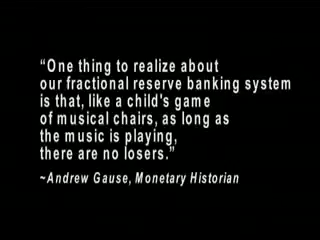 “One thing to realize about
our fractional reserve banking system
is that, like a child's game
of musical chairs, as long as
the music is playing,
there are no losers.”
~Andrew Gause, Monetary Historian